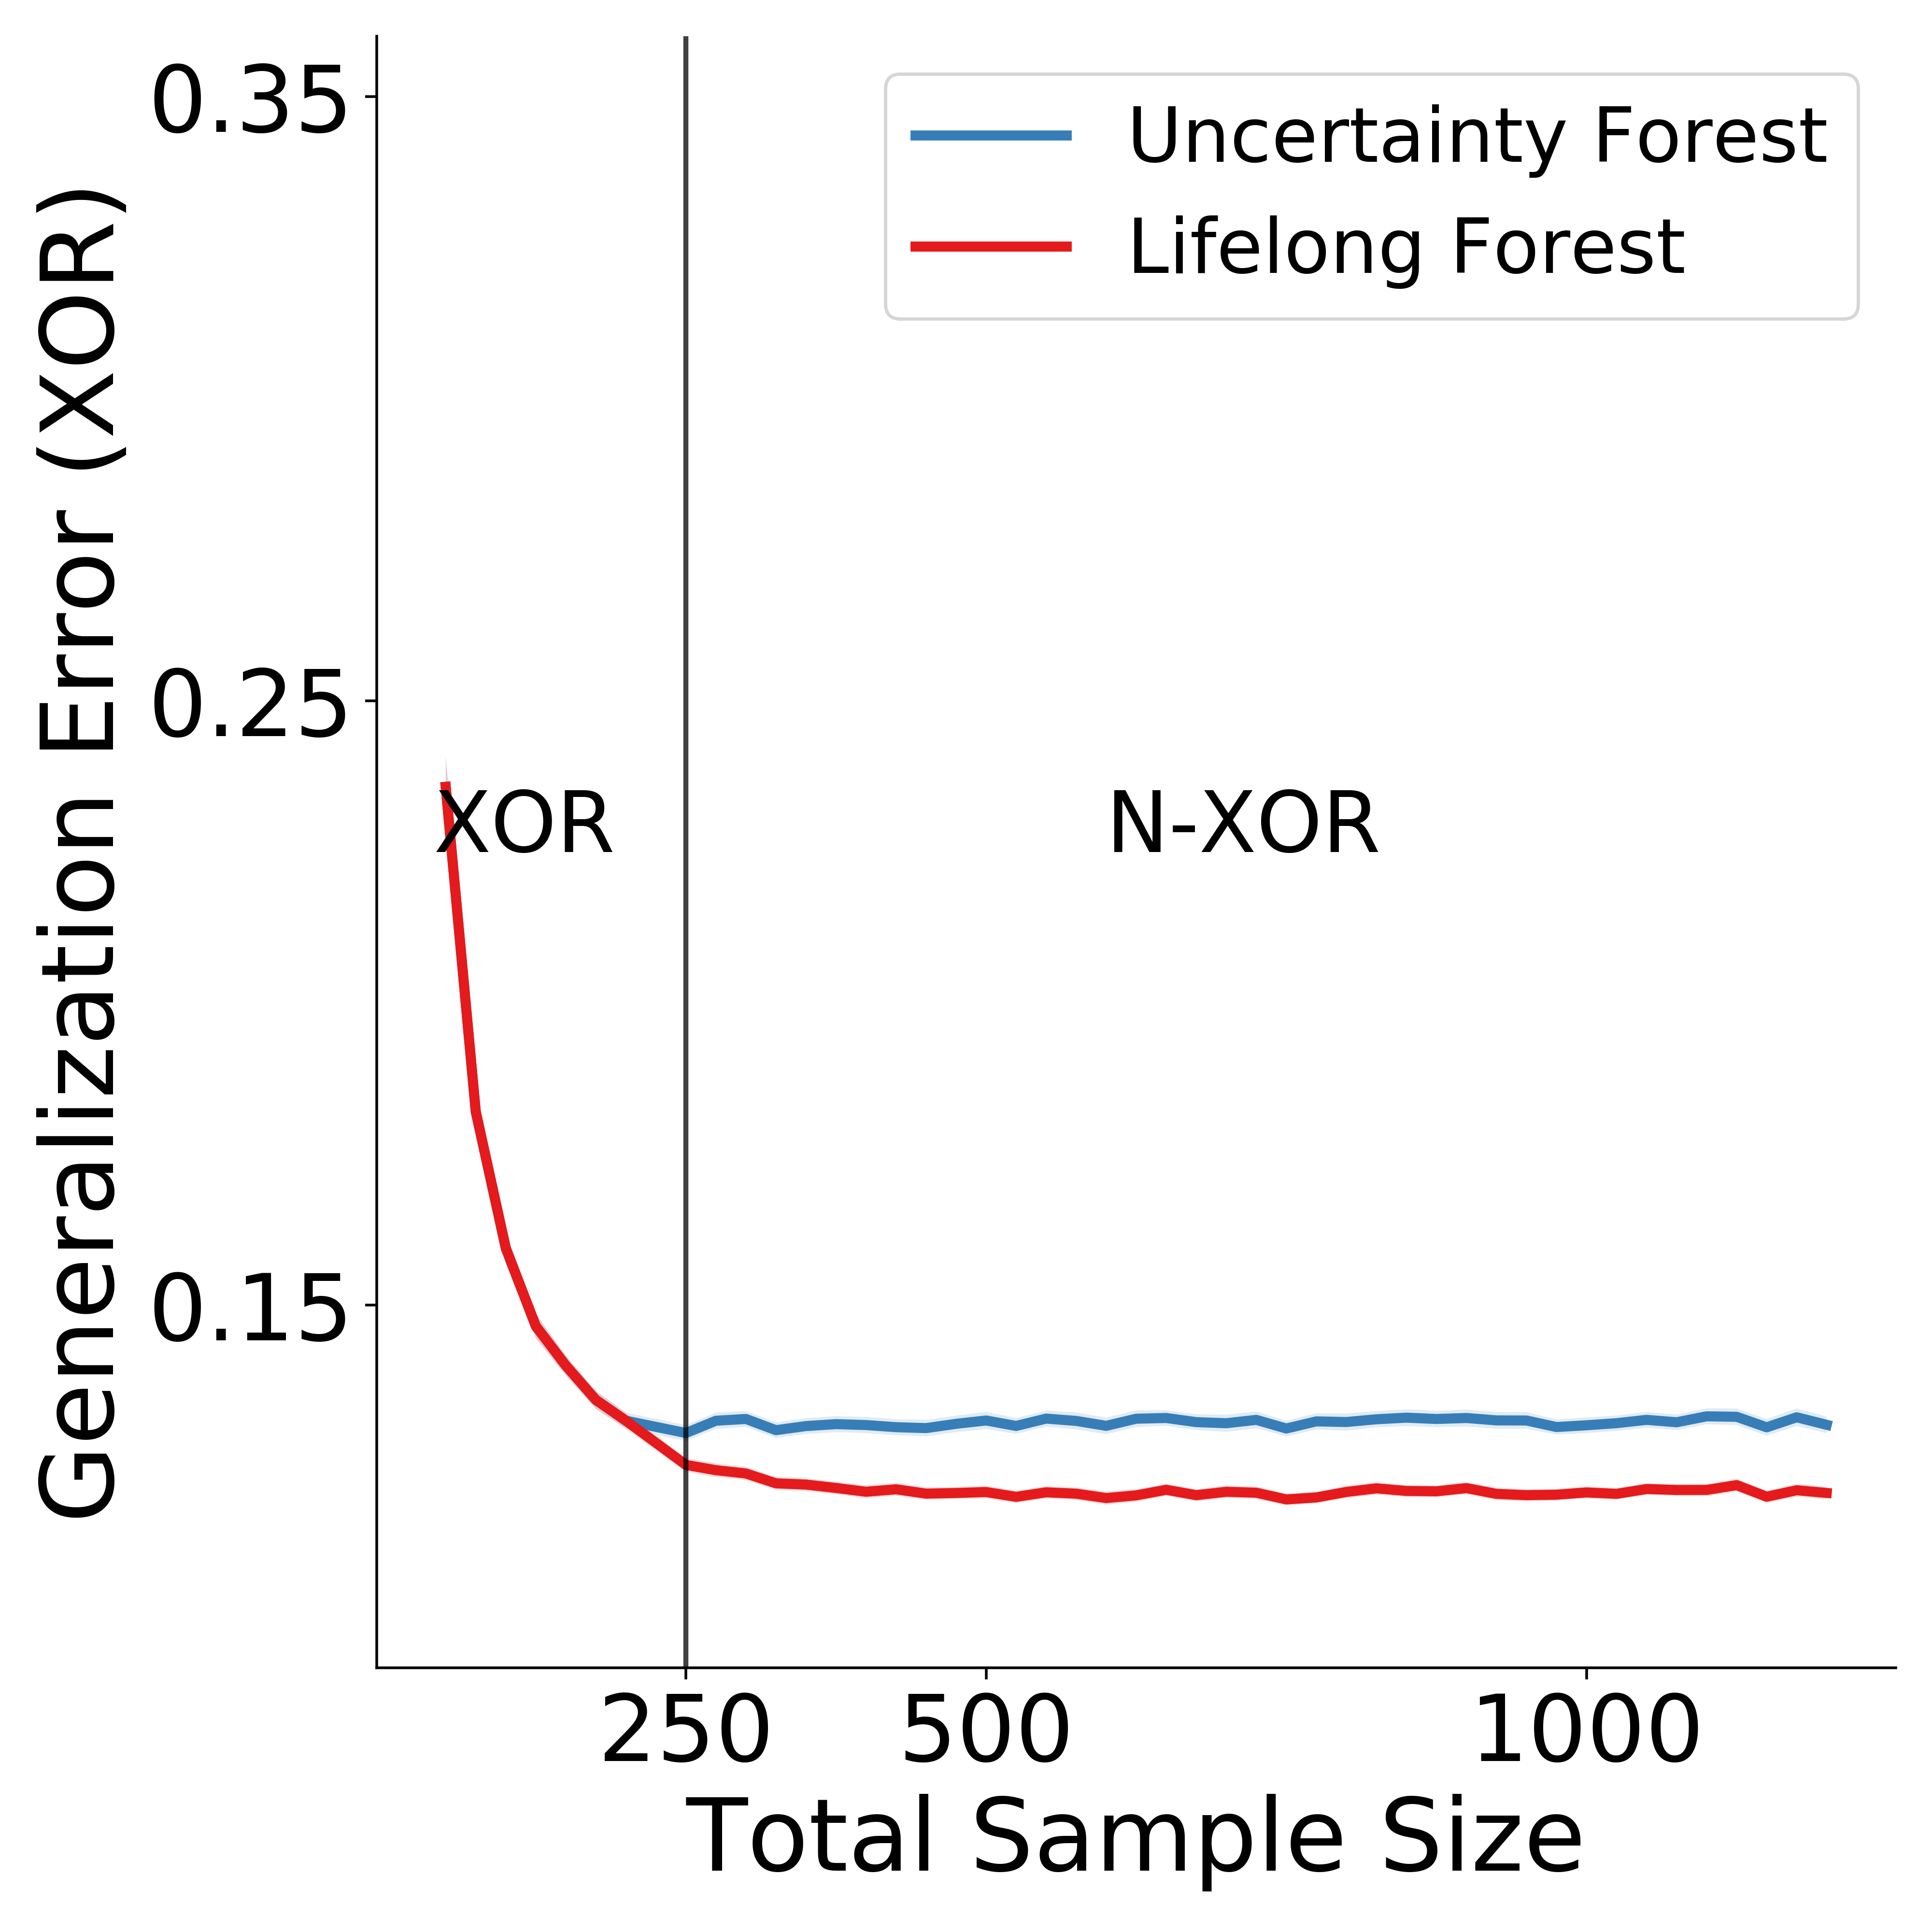 Generalization Error (XOR)
0.35
0.25
0.15
Uncertainty Forest
Lifelong Forest
XOR
N-XOR
250
500
1000
Total Sample Size